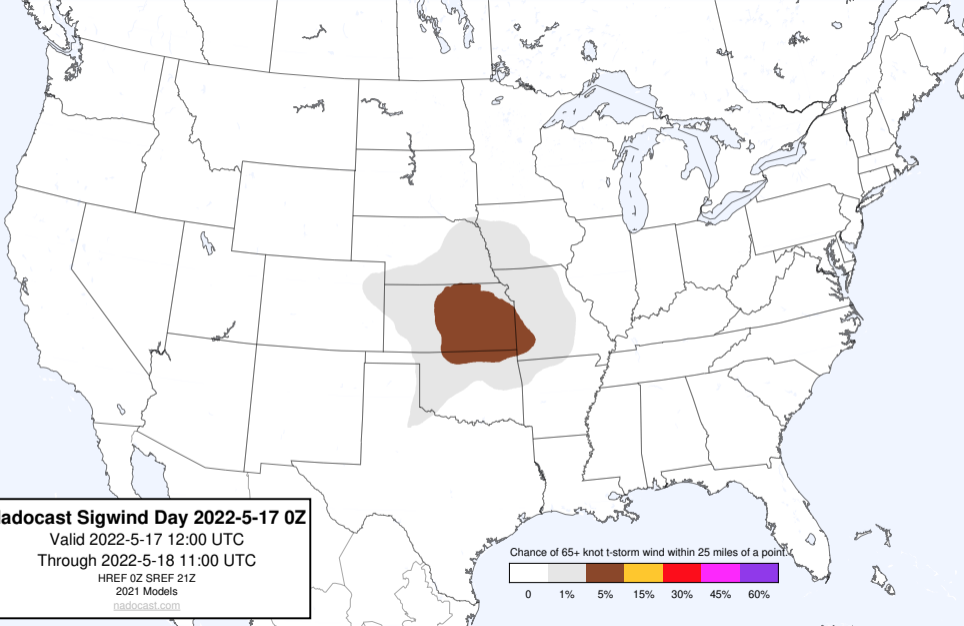 adocast Sigwind Day 2022-5-17 0Z
Valid 2022-5-17 12:00 UTC
Through 2022-5-18 11:00 UTC
HREF 0Z SREF 21Z
2021 Models
nadocast.com
Chance of 65+ knot t-storm wind within 25 miles of a point.
0 1% 5% 15% 30% 45% 60%